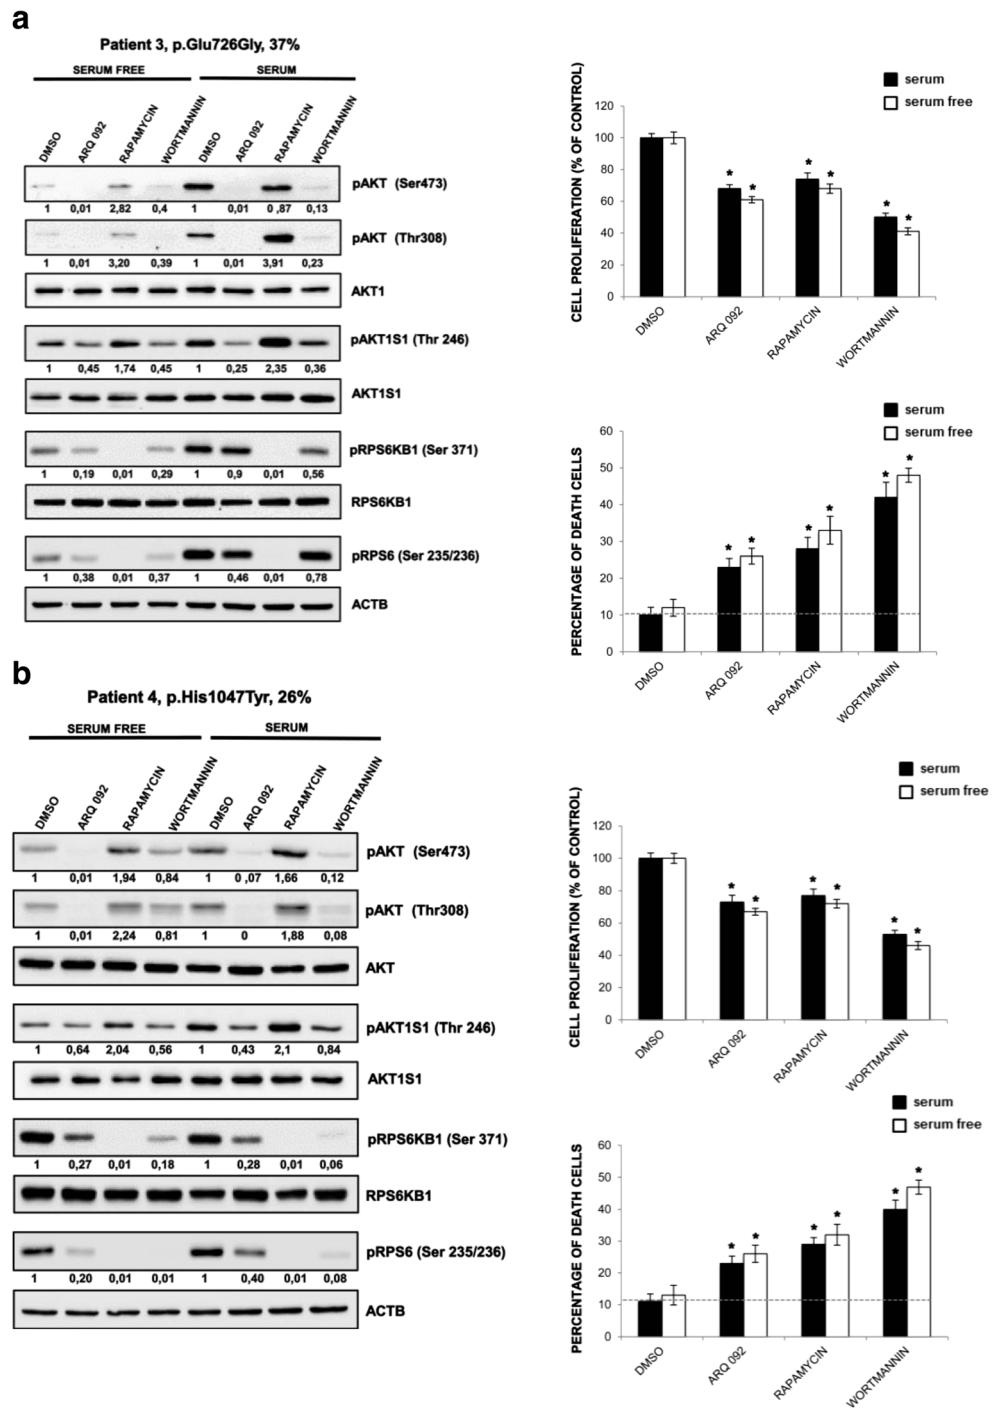 a
Patient 3, p.Glu726Gly, 37%
SERUM FREE SERUM
DMSO ARQ 092 RAPAMYCIN WORTMANNIN DMSO ARQ 092 RAPAMYCIN WORTMANNIN
pAKT (Ser473)
1 0,01 2,82 0,4 1 0,01 0 ,87 0,13
pAKT (Thr308)
1 0,01 3,20 0,39 1 0,01 3,91 0,23
AKT1
pAKT1S1 (Thr 246)
1 0,45 1,74 0,45 1 0,25 2,35 0,36
AKT1S1
pRPS6KB1 (Ser 371)
1 0,19 0,01 0,29 1 0,9 0,01 0,56
RPS6KB1
pRPS6 (Ser 235/236)
1 0,38 0,01 0,37 1 0,46 0,01 0,78
ACTB
serum
serum free
CELL PROLIFERATION (% OF CONTROL)
120
100
80
60
40
20
0
* * * * * *
DMSO ARQ 092 RAPAMYCIN WORTMANNIN
serum
serum free
PERCENTAGE OF DEATH CELLS
60
50
40
30
20
10
0
* * * * * *
DMSO ARQ 092 RAPAMYCIN WORTMANNIN
b
Patient 4, p.His1047Tyr, 26%
SERUM FREE SERUM
DMSO ARQ 092 RAPAMYCIN WORTMANNIN DMSO ARQ 092 RAPAMYCIN WORTMANNIN
pAKT (Ser473)
1 0,01 1,94 0,84 1 0 ,07 1,66 0,12
pAKT (Thr308)
1 0,01 2,24 0,81 1 0 1,88 0,08
AKT
pAKT1S1 (Thr 246)
1 0,64 2,04 0,56 1 0,43 2,1 0,84
AKT1S1
pRPS6KB1 (Ser 371)
1 0,27 0,01 0,18 1 0,28 0,01 0,06
RPS6KB1
pRPS6 (Ser 235/236)
1 0,20 0,01 0,01 1 0,40 0,01 0,08
ACTB
serum
serum free
CELL PROLIFERATION (% OF CONTROL)
120
100
80
60
40
20
0
* * * * * *
DMSO ARQ 092 RAPAMYCIN WORTMANNIN
serum
serum free
PERCENTAGE OF DEATH CELLS
60
50
40
30
20
10
0
* * * * * *
DMSO ARQ 092 RAPAMYCIN WORTMANNIN